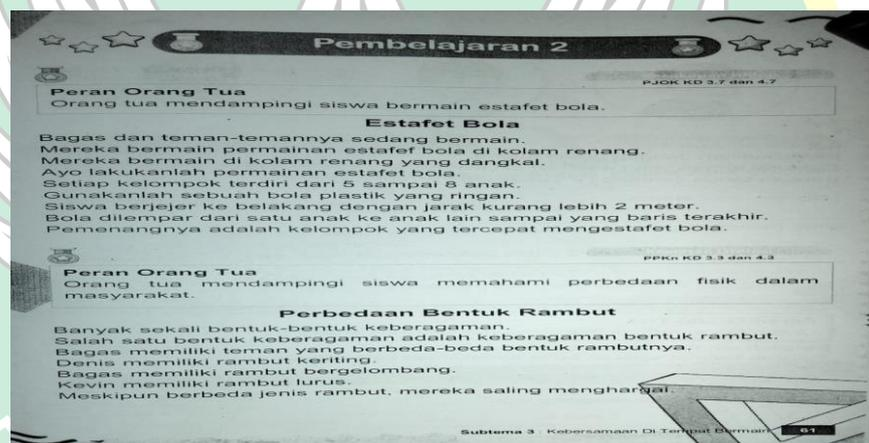 Pembelajaran 2
PJOK KD 3.7 dan 4.7
Peran Orang Tua
Orang tua mendampingi siswa bermain estafet bola.
Estafet Bola
Bagas dan teman-temannya sedang bermain.
Mereka bermain permainan estafef bola di kolam renang.
Mereka bermain di kolam renang yang dangkal.
Ayo lakukanlah permainan estafet bola.
Setiap kelompok terdiri dari 5 sampai 8 anak.
Gunakanlah sebuah bola plastik yang ringan.
Siswa berjejer ke belakang dengan jarak kurang lebih 2 meter.
Bola dilempar dari satu anak ke anak lain sampai yang baris terakhir.
Pemenangnya adalah kelompok yang tercepat mengestafet bola.
PPKn KD 3.3 dan 4.3
Peran Orang Tua
Orang tua mendampingi siswa memahami perbedaan fisik dalam
masyarakat.
Perbedaan Bentuk Rambut
Banyak sekali bentuk-bentuk keberagaman.
Salah satu bentuk keberagaman adalah keberagaman bentuk rambut.
Bagas memiliki teman yang berbeda-beda bentuk rambutnya.
Denis memiliki rambut keriting.
Bagas memiliki rambut bergelombang.
Kevin memiliki rambut lurus.
Meskipun berbeda jenis rambut, mereka saling menghargai.
Subtema 3 : Kebersamaan Di Tempat Bermain 61